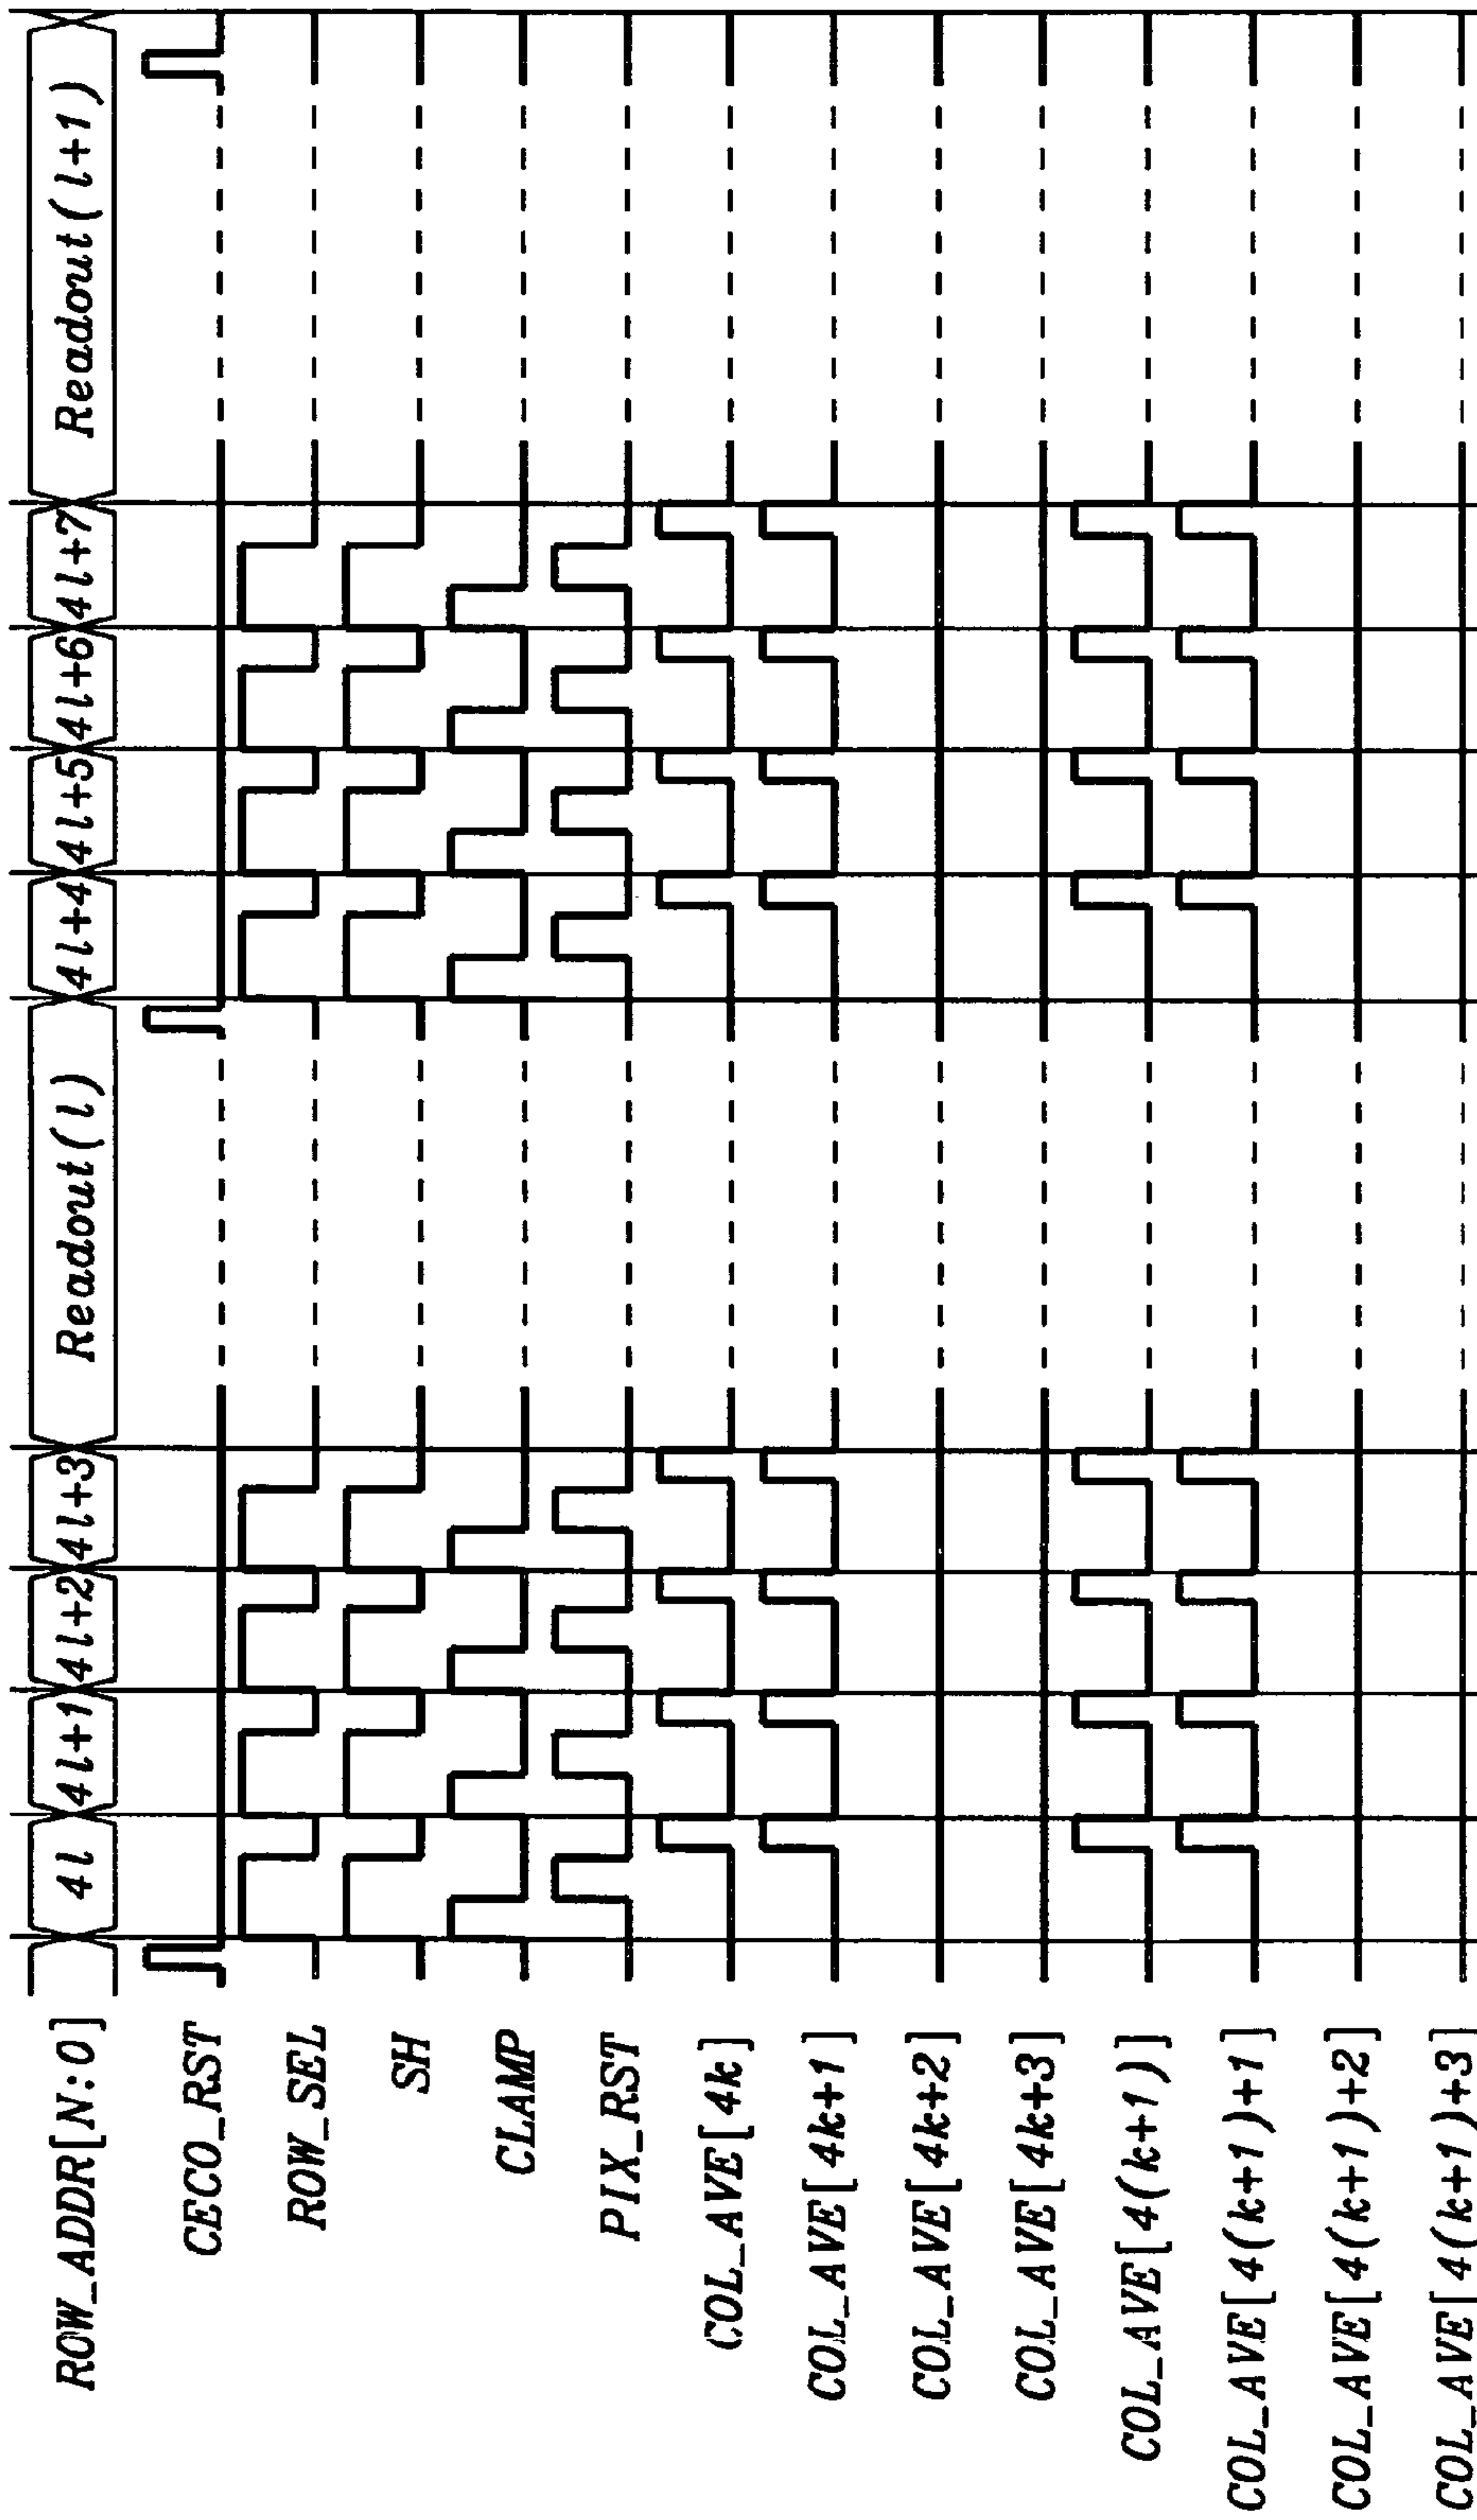 ROW_ADDR[N:0]
4l
4l+1
4l+2
4l+3
Readout(l)
4l+4
4l+5
4l+6
4l+7
Readout(l+1)
CECO_RST
ROW_SEL
SH
CLAMP
PIX_RST
COL_AVE[4k]
COL_AVE[4k+1]
COL_AVE[4k+2]
COL_AVE[4k+3]
COL_AVE[4(k+1)]
COL_AVE[4(k+1)+1]
COL_AVE[4(k+1)+2]
COL_AVE[4(k+1)+3]